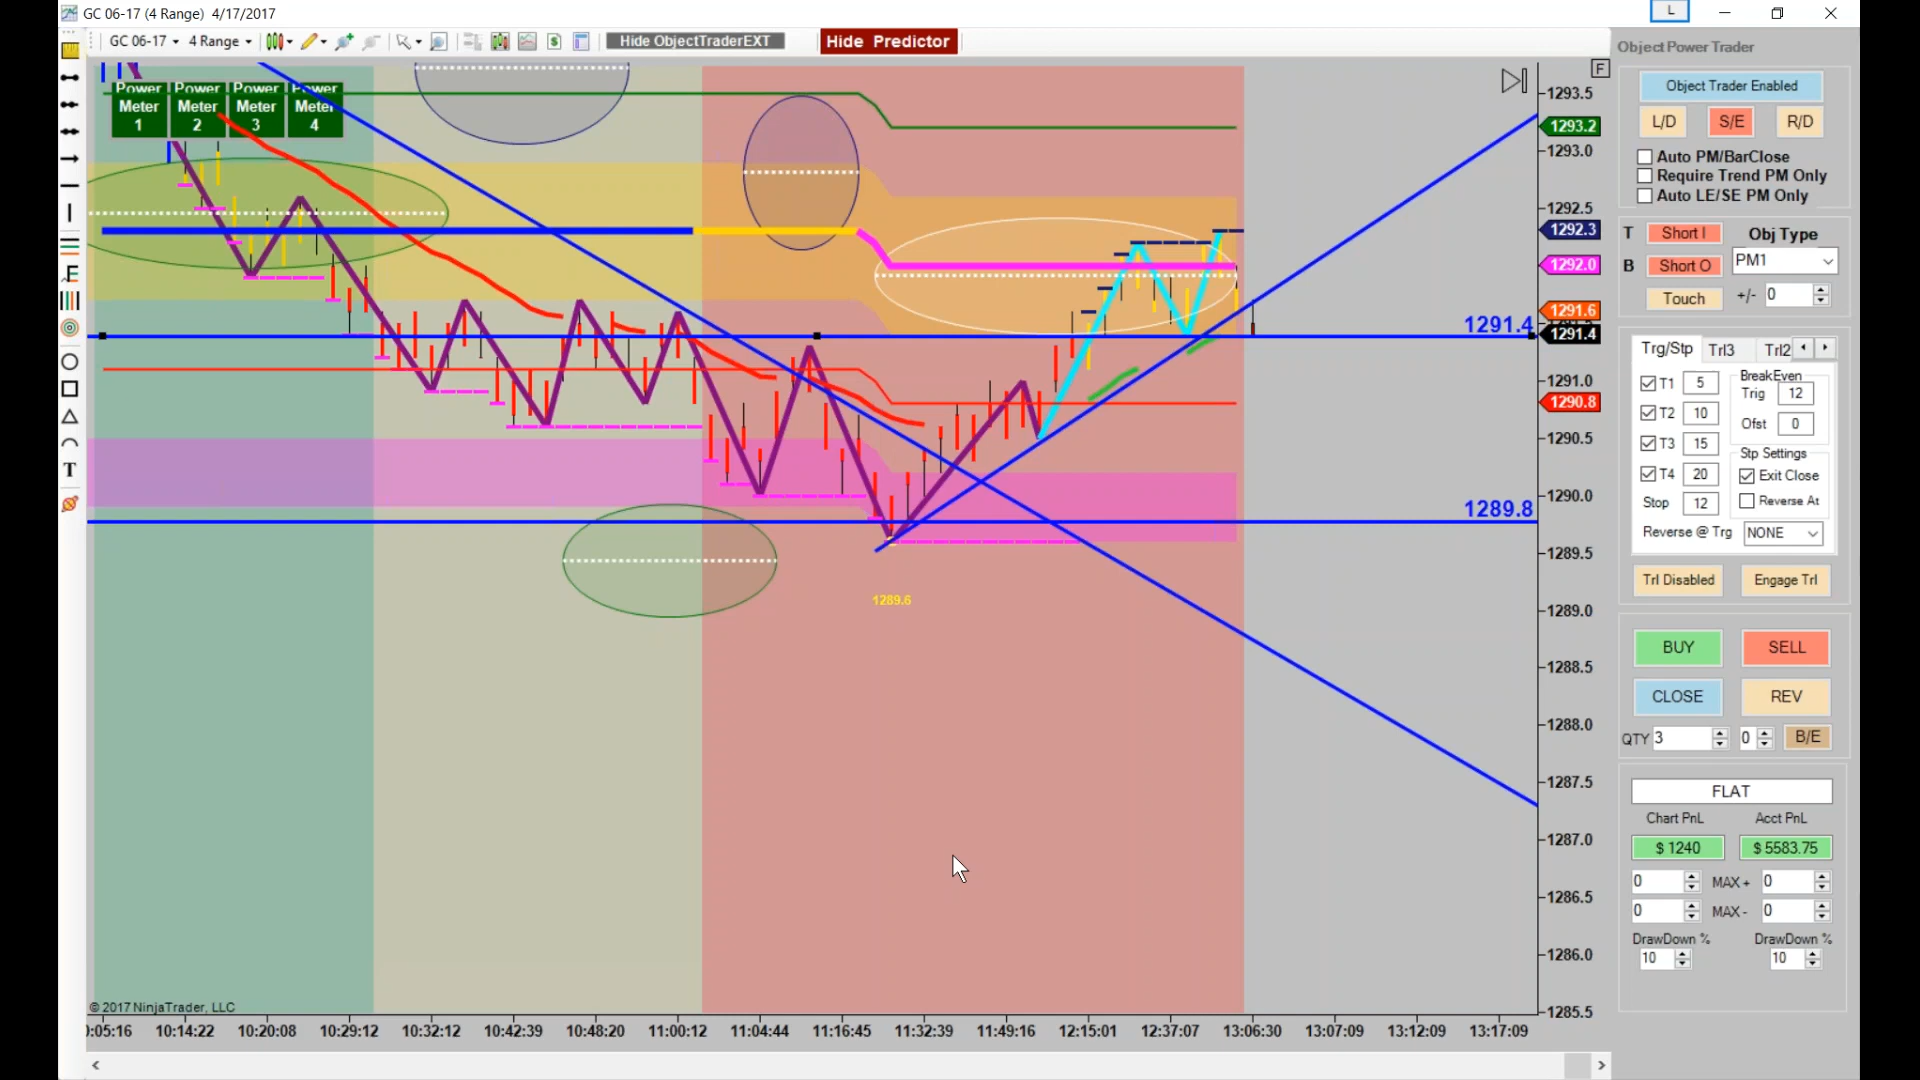 GC 06-17 (4 Range) 4/17/2017
L
GC 06-17 4 Range Hide ObjectTraderEXT Hide Predictor
Object Power Trader
F
Power Meter 1
Power Meter 2
Power Meter 3
Power Meter 4
1293.5
1293.2
1293.0
1292.5
1292.3
1292.0
1291.6
1291.4
1291.4
1291.0
1290.8
1290.5
1290.0
1289.8
1289.5
1289.6
1289.0
1288.5
1288.0
1287.5
1287.0
1286.5
1286.0
1285.5
© 2017 NinjaTrader, LLC
0:05:16 10:14:22 10:20:08 10:29:12 10:32:12 10:42:39 10:48:20 11:00:12 11:04:44 11:16:45 11:32:39 11:49:16 12:15:01 12:37:07 13:06:30 13:07:09 13:12:09 13:17:09
Object Trader Enabled
L/D S/E R/D
Auto PM/BarClose
Require Trend PM Only
Auto LE/SE PM Only
T Short I Obj Type
B Short O PM1
Touch +/- 0
Trg/Stp Trl3 Trl2
T1 5 BreakEven
Trig 12
T2 10 Ofst 0
T3 15 Stp Settings
T4 20 Exit Close
Stop 12 Reverse At
Reverse @ Trg NONE
Trl Disabled Engage Trl
BUY SELL
CLOSE REV
QTY 3 0 B/E
FLAT
Chart PnL Acct PnL
$ 1240 $ 5583.75
0 MAX + 0
0 MAX - 0
DrawDown % DrawDown %
10 10
T